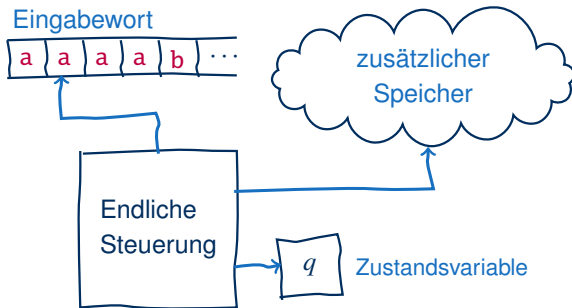 Eingabewort
a a a a b ...
zusätzlicher
Speicher
Endliche
Steuerung
q
Zustandsvariable